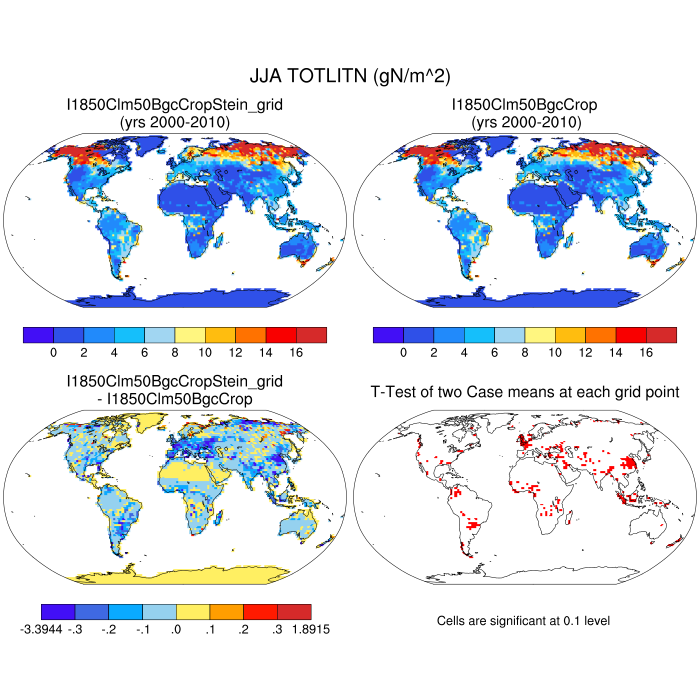 JJA TOTLITN (gN/m^2)
I1850Clm50BgcCropStein_grid
(yrs 2000-2010)
I1850Clm50BgcCrop
(yrs 2000-2010)
0 2 4 6 8 10 12 14 16
0 2 4 6 8 10 12 14 16
I1850Clm50BgcCropStein_grid
- I1850Clm50BgcCrop
T-Test of two Case means at each grid point
-3.3944 -.3 -.2 -.1 .0 .1 .2 .3 1.8915
Cells are significant at 0.1 level